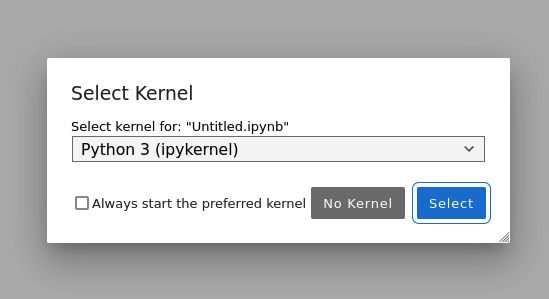 Select Kernel
Select kernel for: "Untitled.ipynb"
Python 3 (ipykernel)
Always start the preferred kernel No Kernel Select